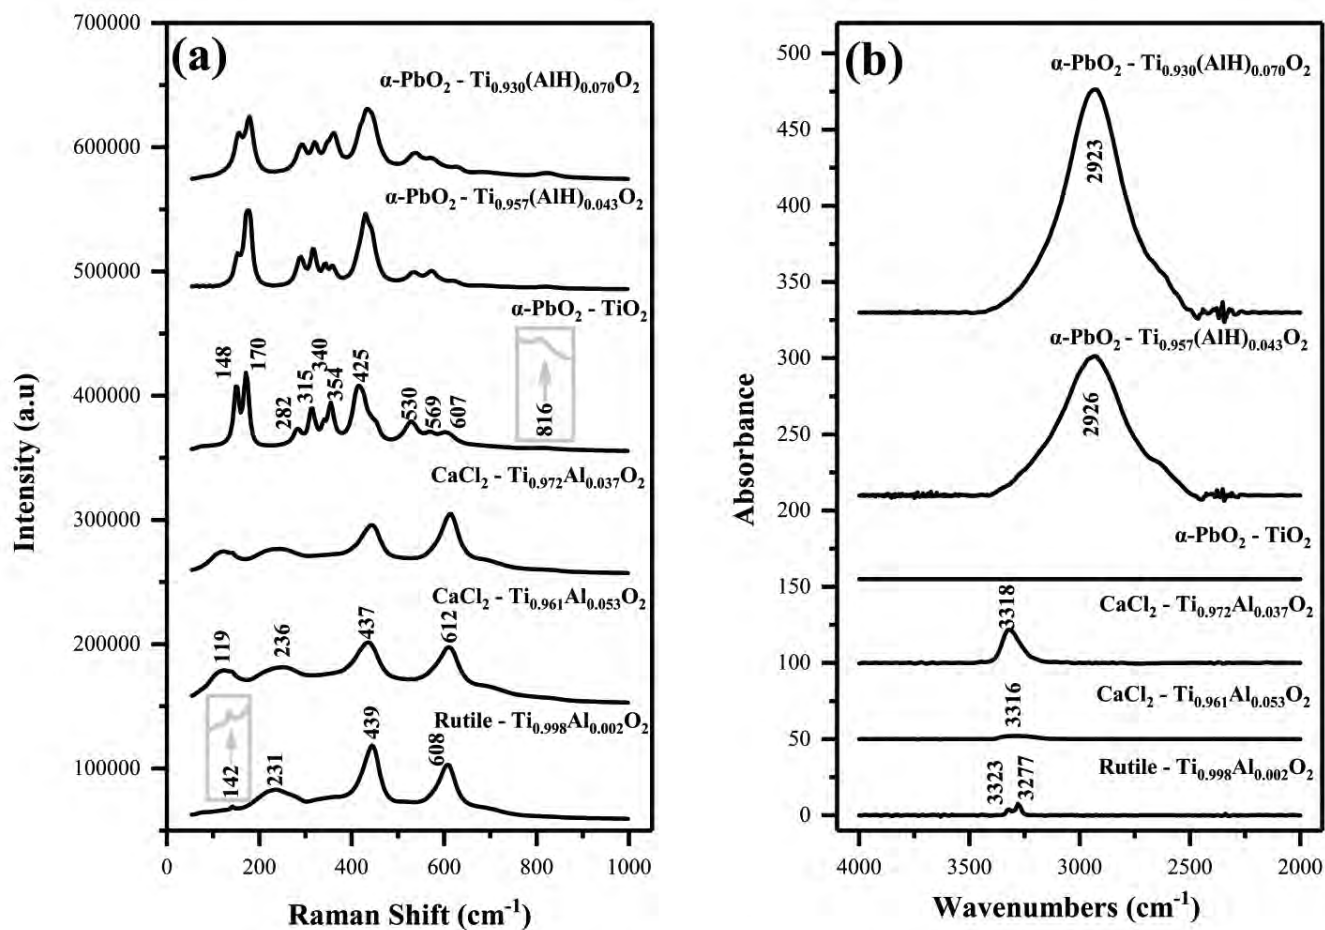 (a)
700000
600000
500000
400000
300000
200000
100000
Intensity (a.u)
α-PbO₂ - Ti₀.₉₃₀(AlH)₀.₀₇₀O₂
α-PbO₂ - Ti₀.₉₅₇(AlH)₀.₀₄₃O₂
α-PbO₂ - TiO₂
148
170
282
315
340
354
425
530
569
607
816
CaCl₂ - Ti₀.₉₇₂Al₀.₀₃₇O₂
CaCl₂ - Ti₀.₉₆₁Al₀.₀₅₃O₂
119
236
437
612
Rutile - Ti₀.₉₉₈Al₀.₀₀₂O₂
142
231
439
608
0 200 400 600 800 1000
Raman Shift (cm⁻¹)
(b)
500
450
400
350
300
250
200
150
100
50
0
Absorbance
α-PbO₂ - Ti₀.₉₃₀(AlH)₀.₀₇₀O₂
2923
α-PbO₂ - Ti₀.₉₅₇(AlH)₀.₀₄₃O₂
2926
α-PbO₂ - TiO₂
CaCl₂ - Ti₀.₉₇₂Al₀.₀₃₇O₂
3318
CaCl₂ - Ti₀.₉₆₁Al₀.₀₅₃O₂
3316
Rutile - Ti₀.₉₉₈Al₀.₀₀₂O₂
3323
3277
4000 3500 3000 2500 2000
Wavenumbers (cm⁻¹)